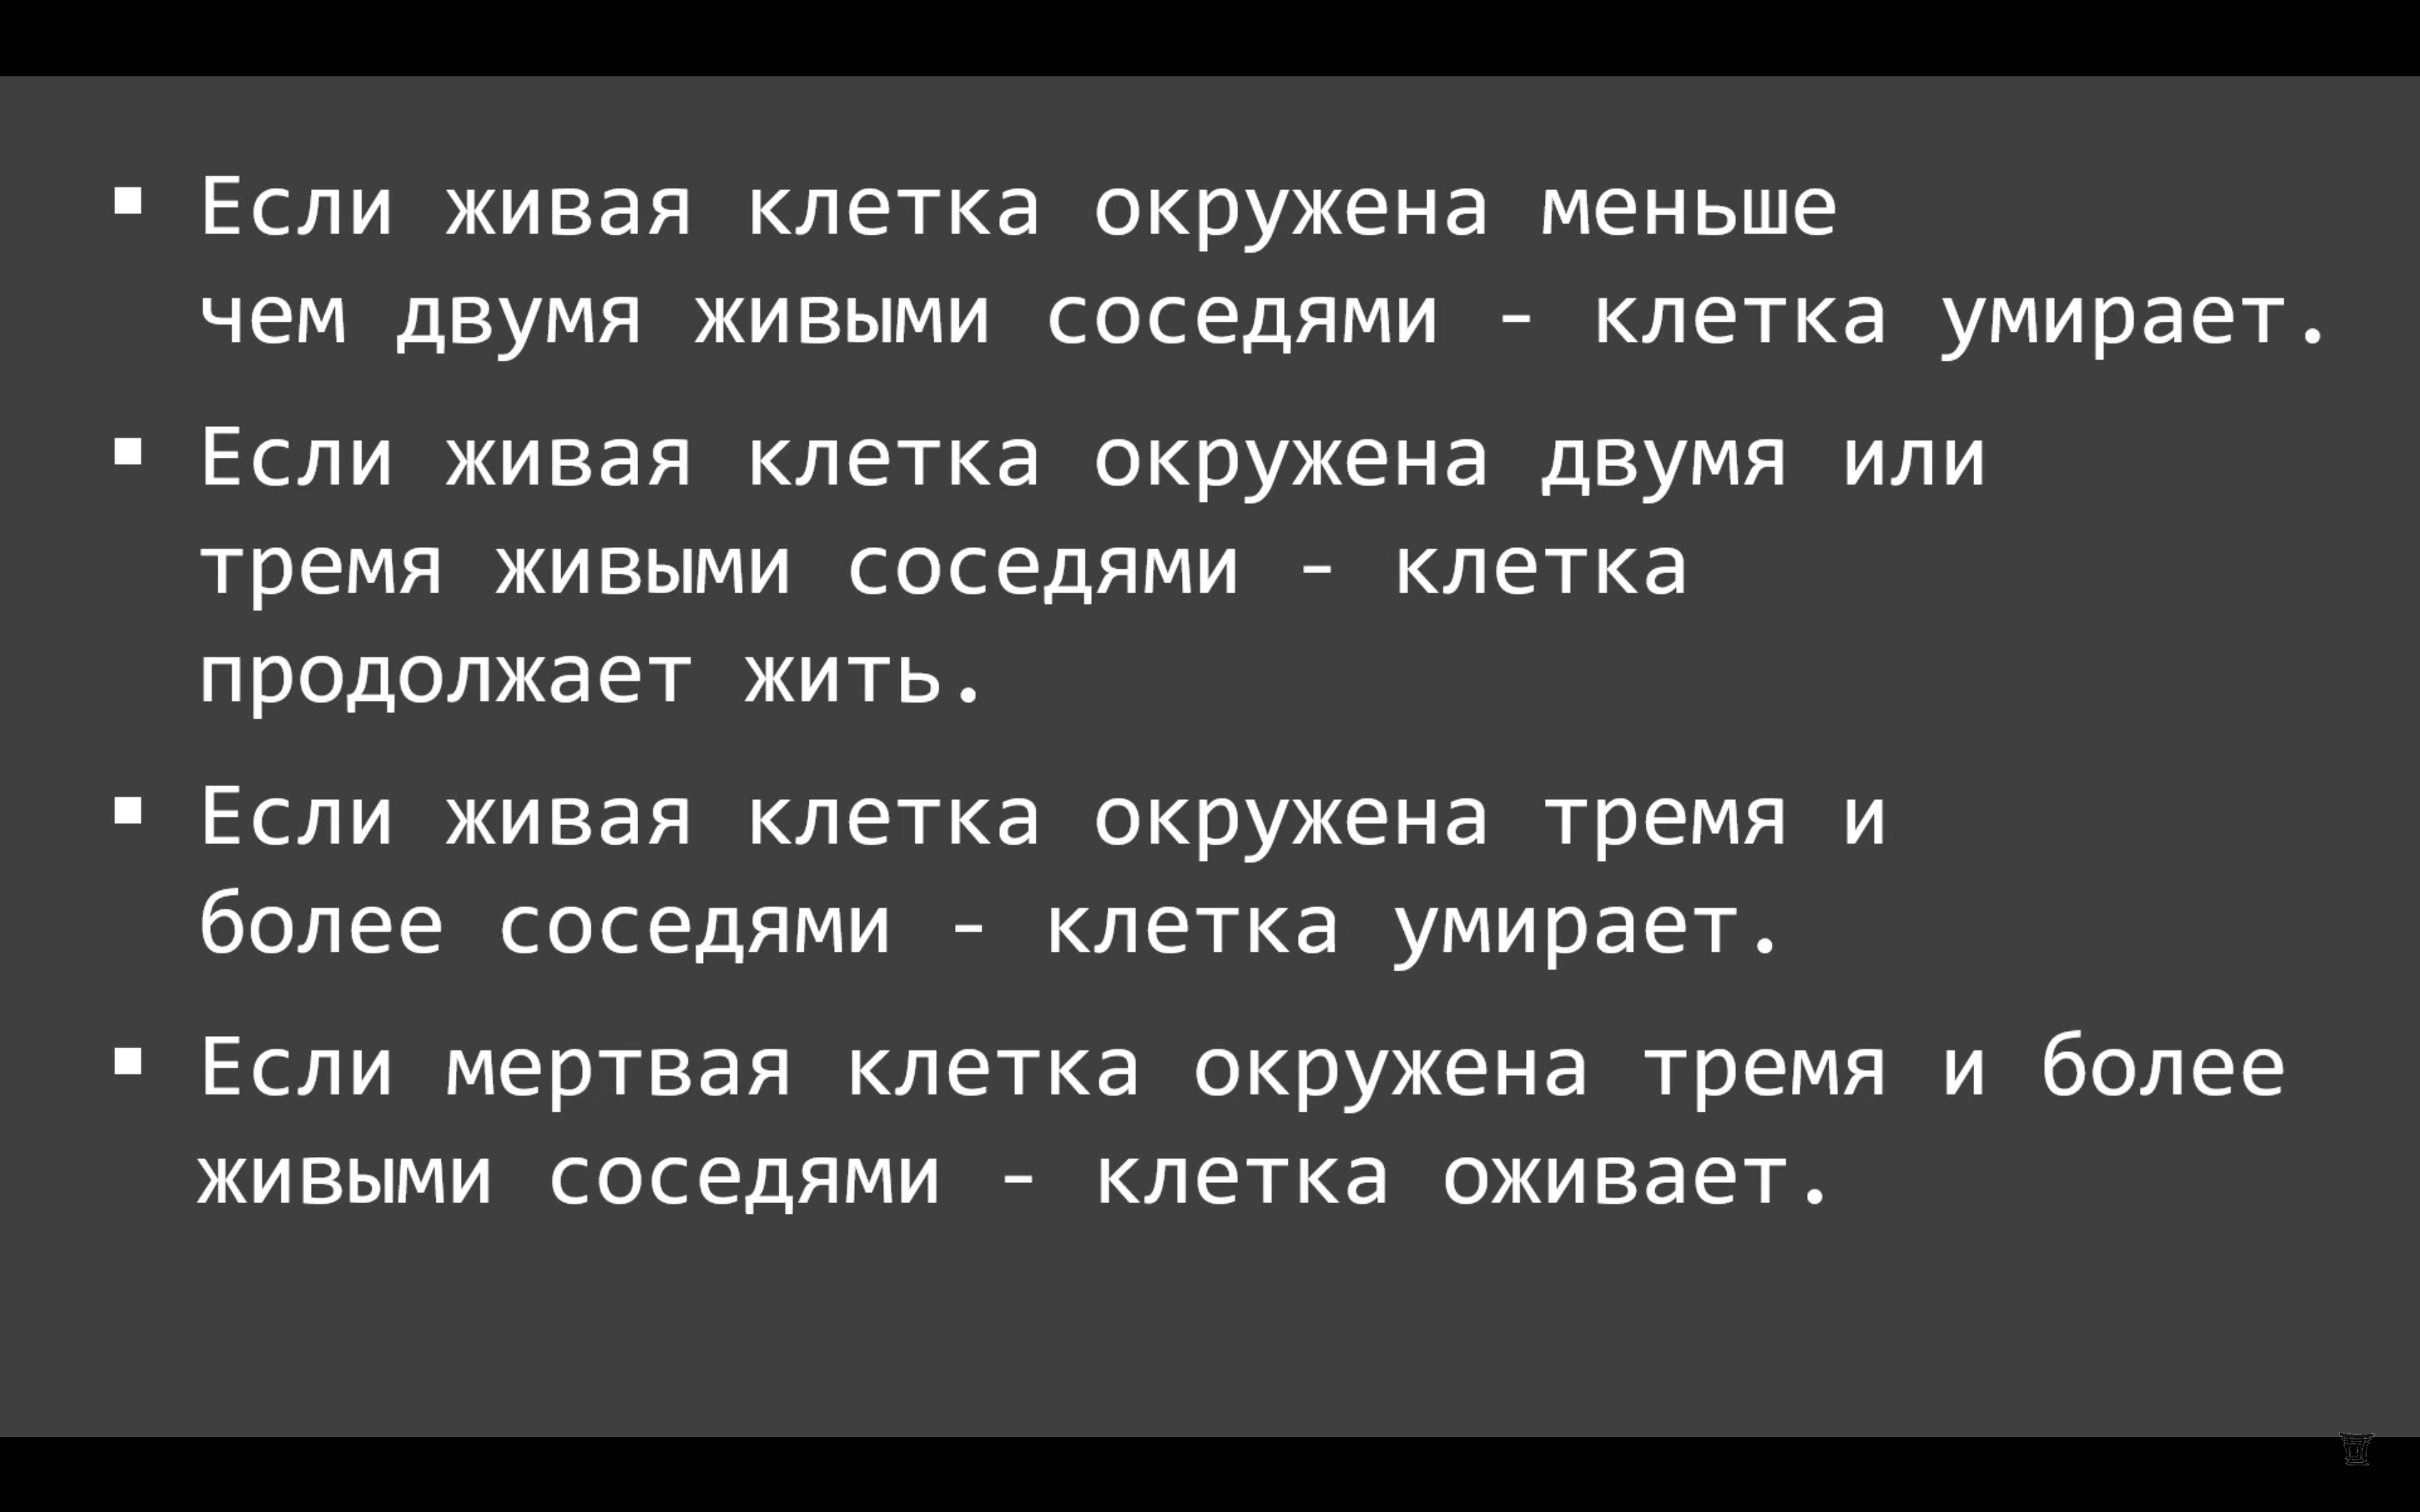 ▪ Если живая клетка окружена меньше
чем двумя живыми соседями - клетка умирает.
▪ Если живая клетка окружена двумя или
тремя живыми соседями - клетка
продолжает жить.
▪ Если живая клетка окружена тремя и
более соседями - клетка умирает.
▪ Если мертвая клетка окружена тремя и более
живыми соседями - клетка оживает.